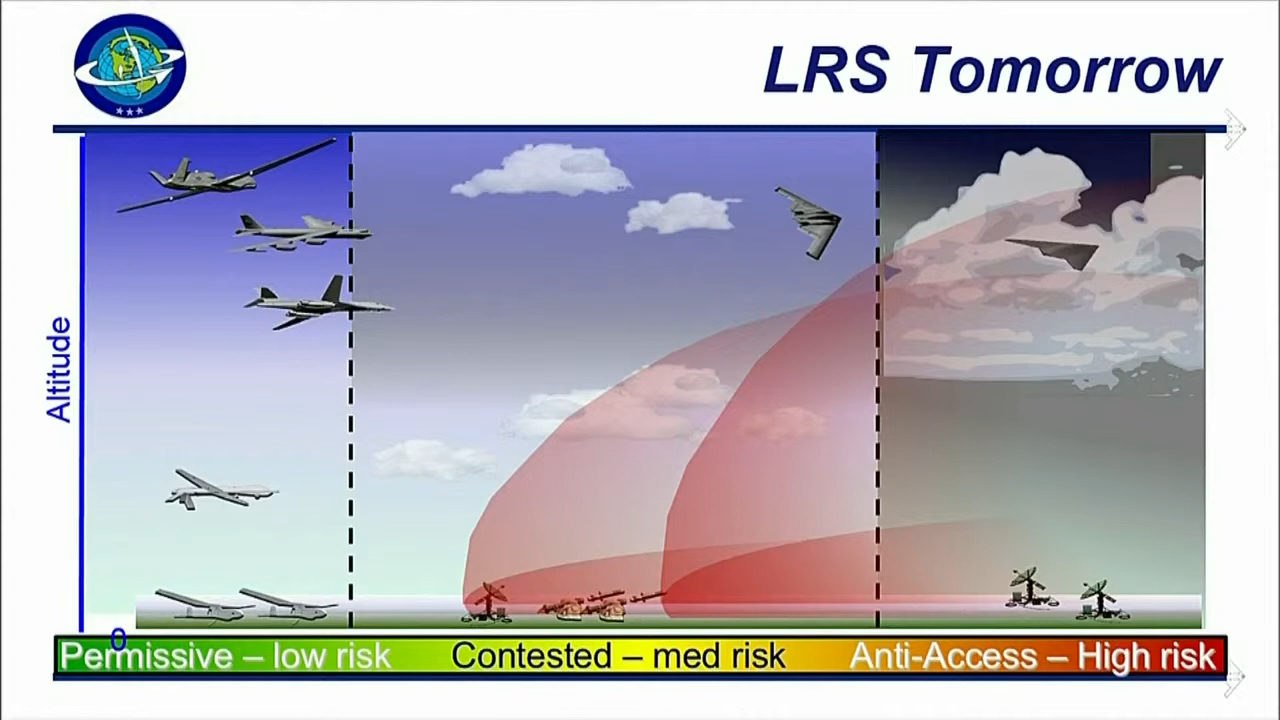 LRS Tomorrow
Altitude
0
Permissive – low risk
Contested – med risk
Anti-Access – High risk